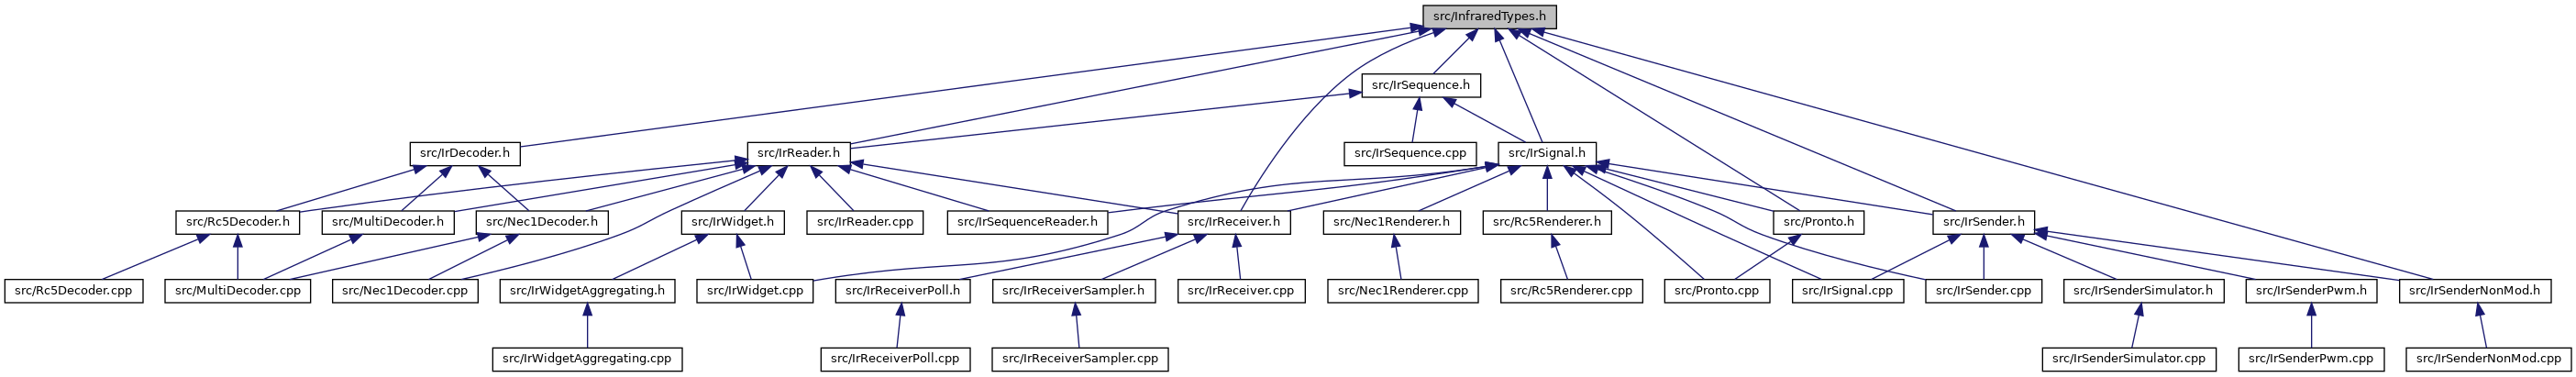 src/InfraredTypes.h
src/IrSequence.h
src/IrDecoder.h
src/IrReader.h
src/IrSequence.cpp
src/IrSignal.h
src/Rc5Decoder.h
src/MultiDecoder.h
src/Nec1Decoder.h
src/IrWidget.h
src/IrReader.cpp
src/IrSequenceReader.h
src/IrReceiver.h
src/Nec1Renderer.h
src/Rc5Renderer.h
src/Pronto.h
src/IrSender.h
src/Rc5Decoder.cpp
src/MultiDecoder.cpp
src/Nec1Decoder.cpp
src/IrWidgetAggregating.h
src/IrWidget.cpp
src/IrReceiverPoll.h
src/IrReceiverSampler.h
src/IrReceiver.cpp
src/Nec1Renderer.cpp
src/Rc5Renderer.cpp
src/Pronto.cpp
src/IrSignal.cpp
src/IrSender.cpp
src/IrSenderSimulator.h
src/IrSenderPwm.h
src/IrSenderNonMod.h
src/IrWidgetAggregating.cpp
src/IrReceiverPoll.cpp
src/IrReceiverSampler.cpp
src/IrSenderSimulator.cpp
src/IrSenderPwm.cpp
src/IrSenderNonMod.cpp